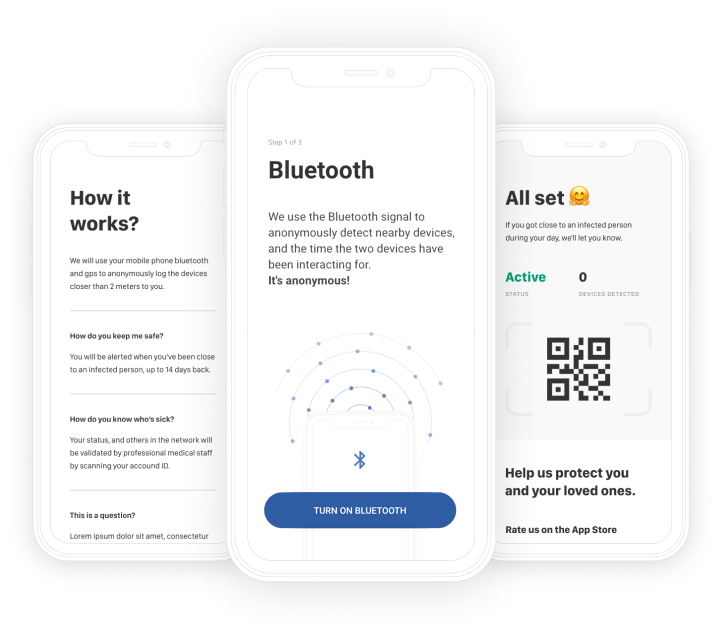 How it
works?
We will use your mobile phone bluetooth
and gps to anonymously log the devices
closer than 2 meters to you.
How do you keep me safe?
You will be alerted when you've been close
to an infected person, up to 14 days back.
How do you know who's sick?
Your status, and others in the network will
be validated by professional medical staff
by scanning your accound ID.
This is a question?
Lorem ipsum dolor sit amet, consectetur
Step 1 of 3
Bluetooth
We use the Bluetooth signal to
anonymously detect nearby devices,
and the time the two devices have
been interacting for.
It's anonymous!
TURN ON BLUETOOTH
All set 🤗
If you got close to an infected person
during your day, we'll let you know.
Active 0
STATUS DEVICES DETECTED
Help us protect you
and your loved ones.
Rate us on the App Store